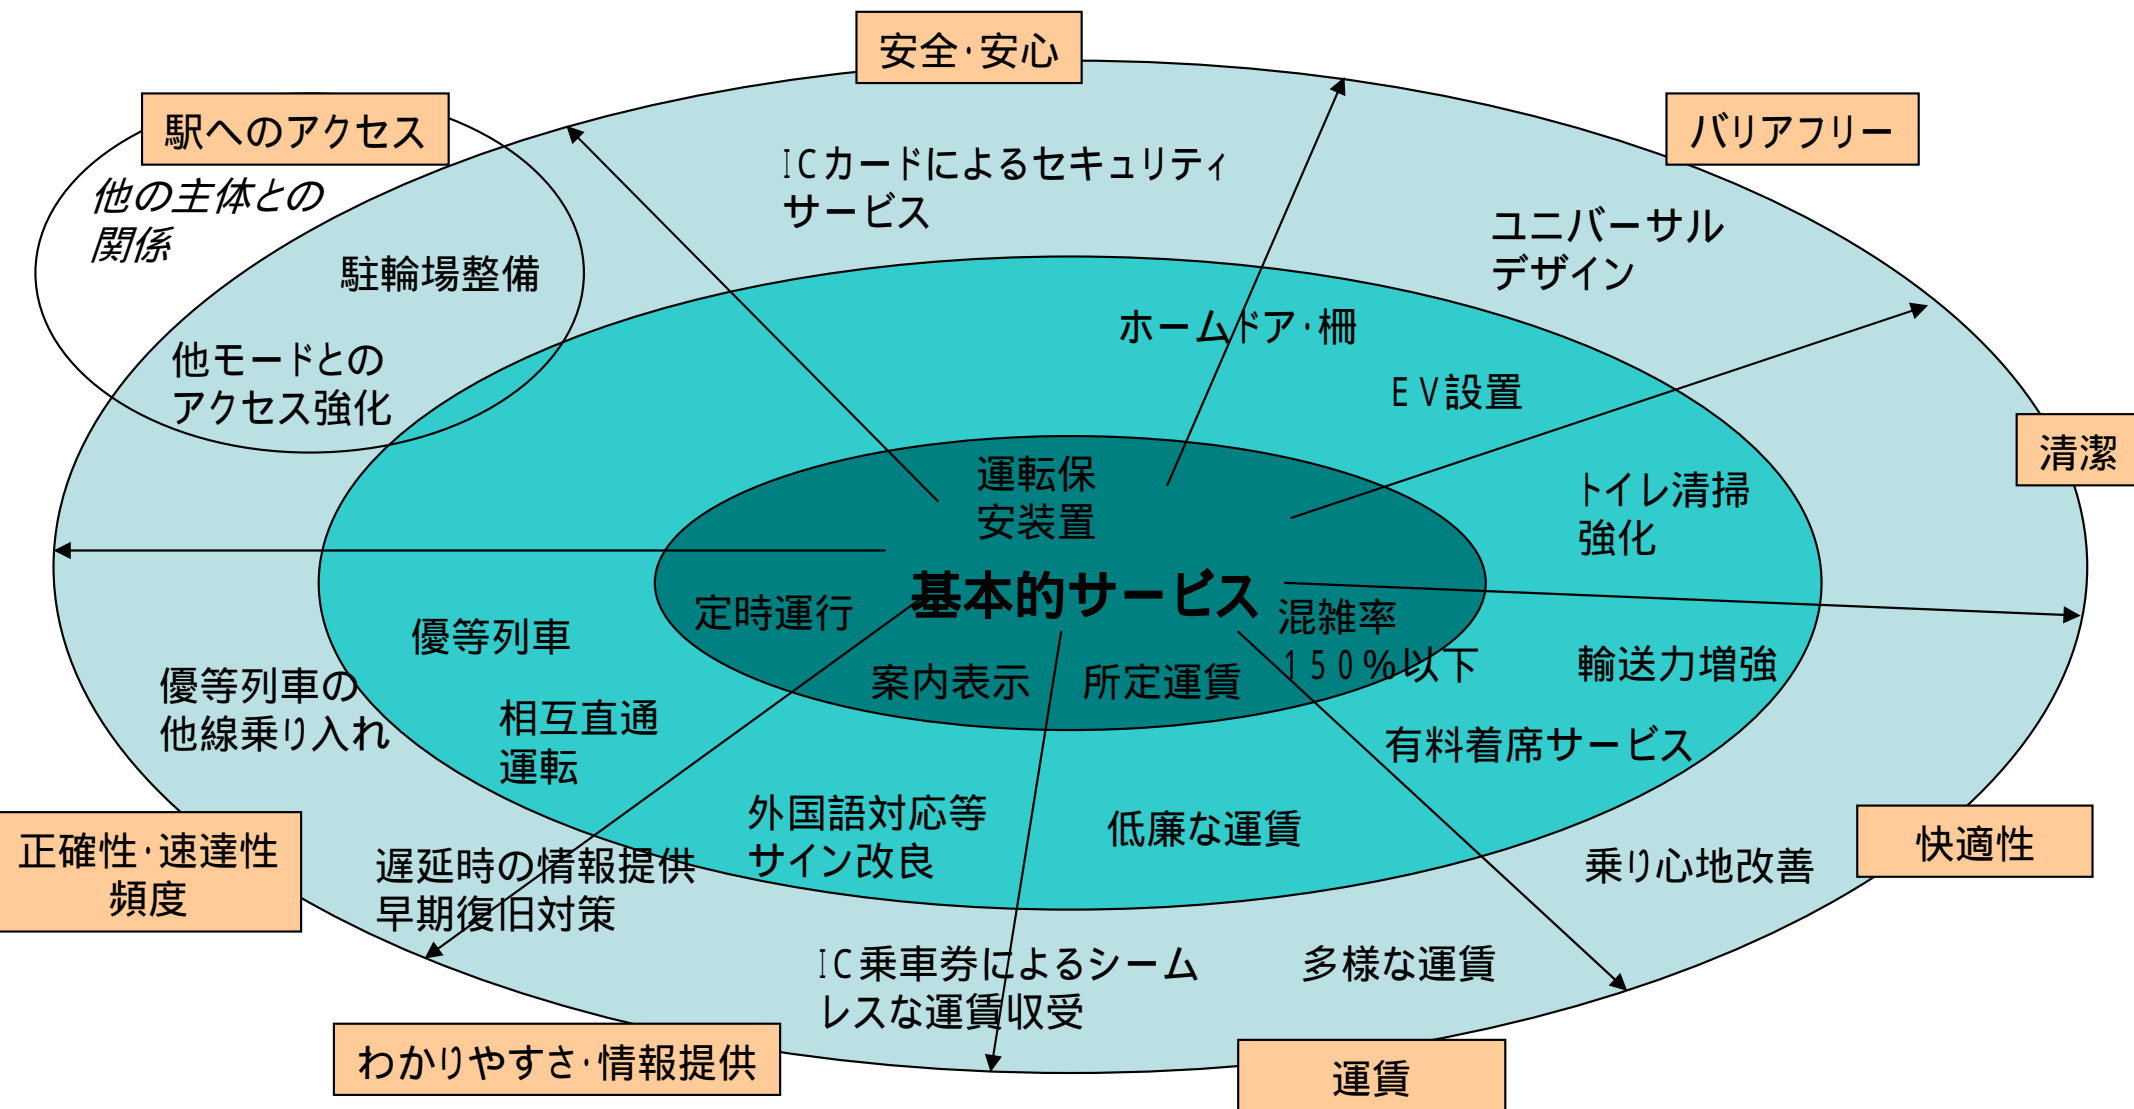 安全・安心
駅へのアクセス
バリアフリー
他の主体との
関係
ICカードによるセキュリティ
サービス
ユニバーサル
デザイン
駐輪場整備
ホームドア・柵
他モードとの
アクセス強化
EV設置
清潔
運転保
安装置
トイレ清掃
強化
基本的サービス
定時運行
混雑率
150%以下
優等列車
案内表示
所定運賃
輸送力増強
優等列車の
他線乗り入れ
相互直通
運転
有料着席サービス
外国語対応等
サイン改良
低廉な運賃
正確性・速達性
頻度
快適性
遅延時の情報提供
早期復旧対策
乗り心地改善
IC乗車券によるシーム
レスな運賃収受
多様な運賃
わかりやすさ・情報提供
運賃